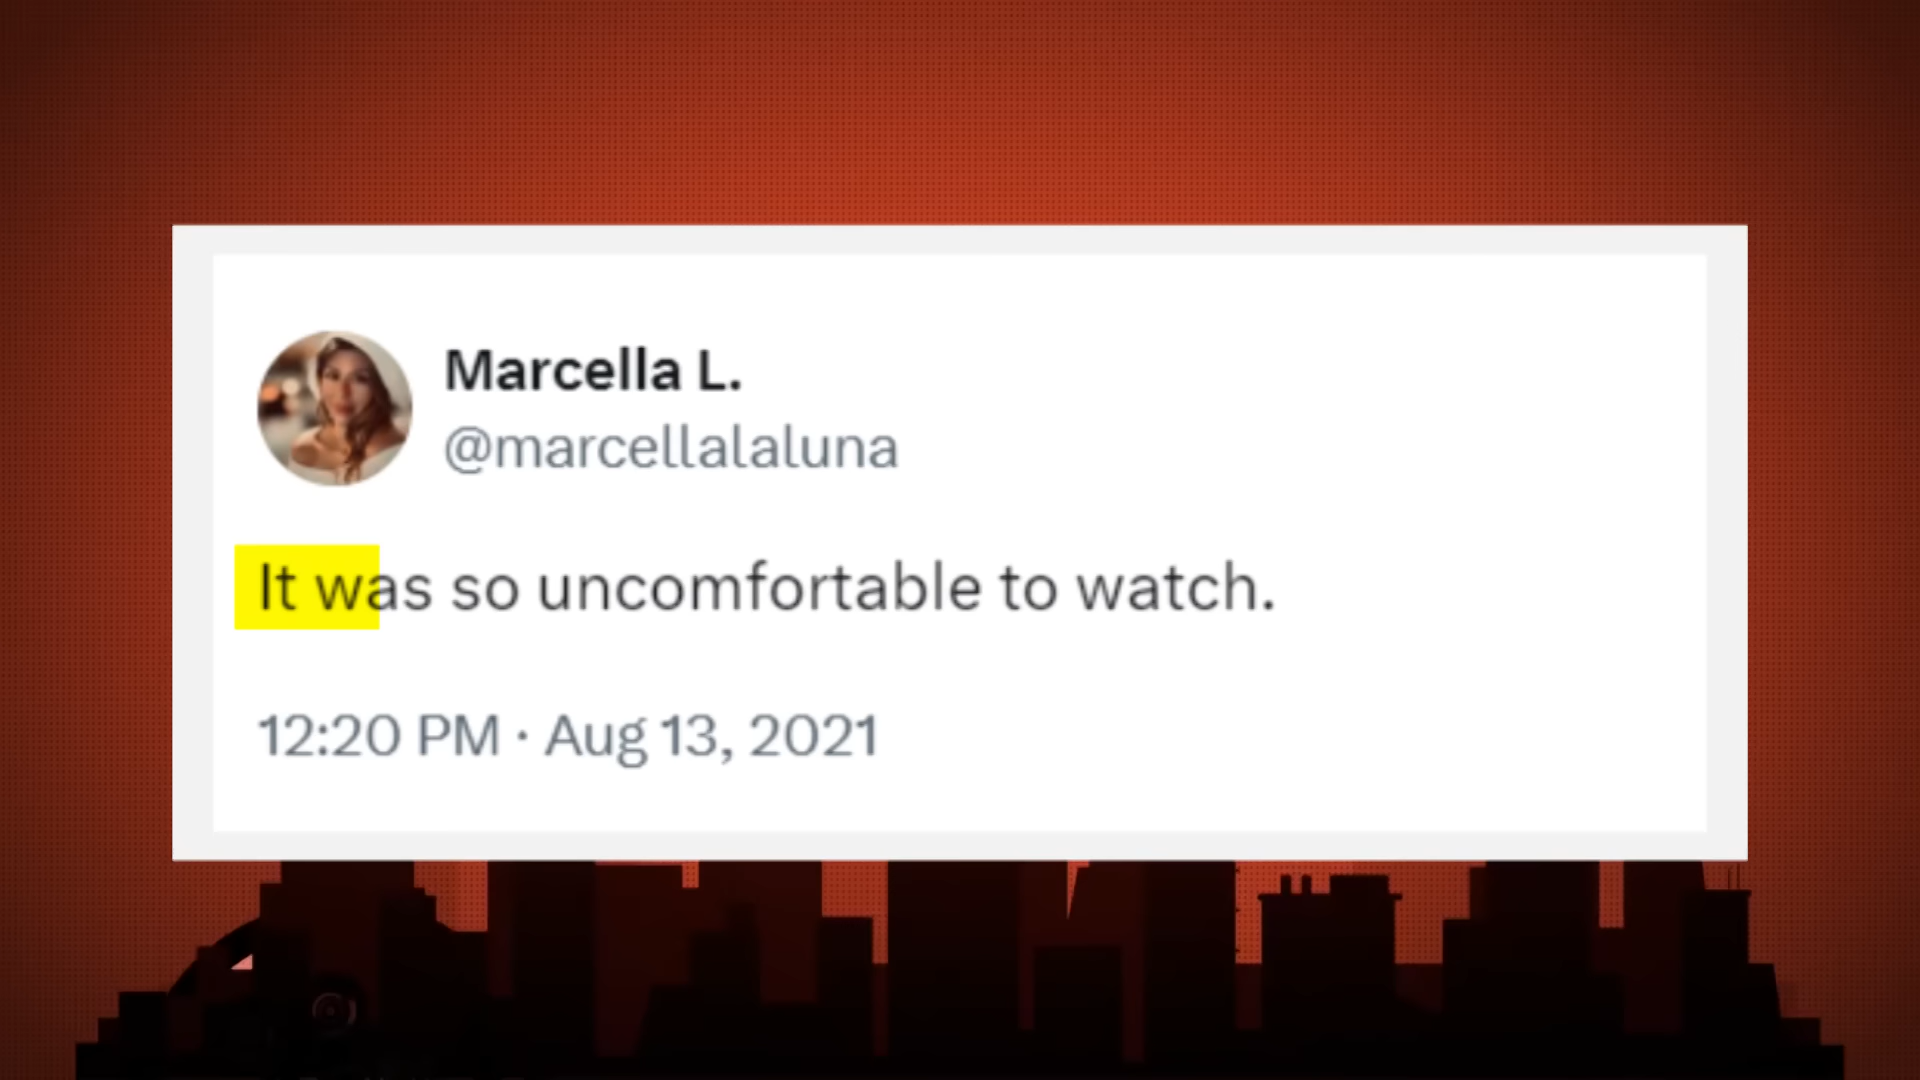 Marcella L.
@marcellalaluna
It was so uncomfortable to watch.
12:20 PM · Aug 13, 2021